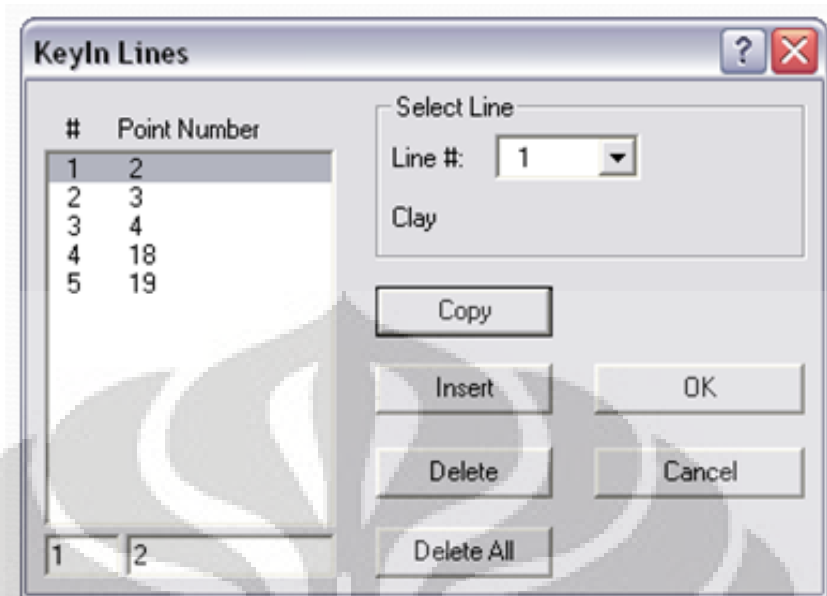 KeyIn Lines
# Point Number
1 2
2 3
3 4
4 18
5 19
1 2
Select Line
Line #: 1
Clay
Copy
Insert OK
Delete Cancel
Delete All